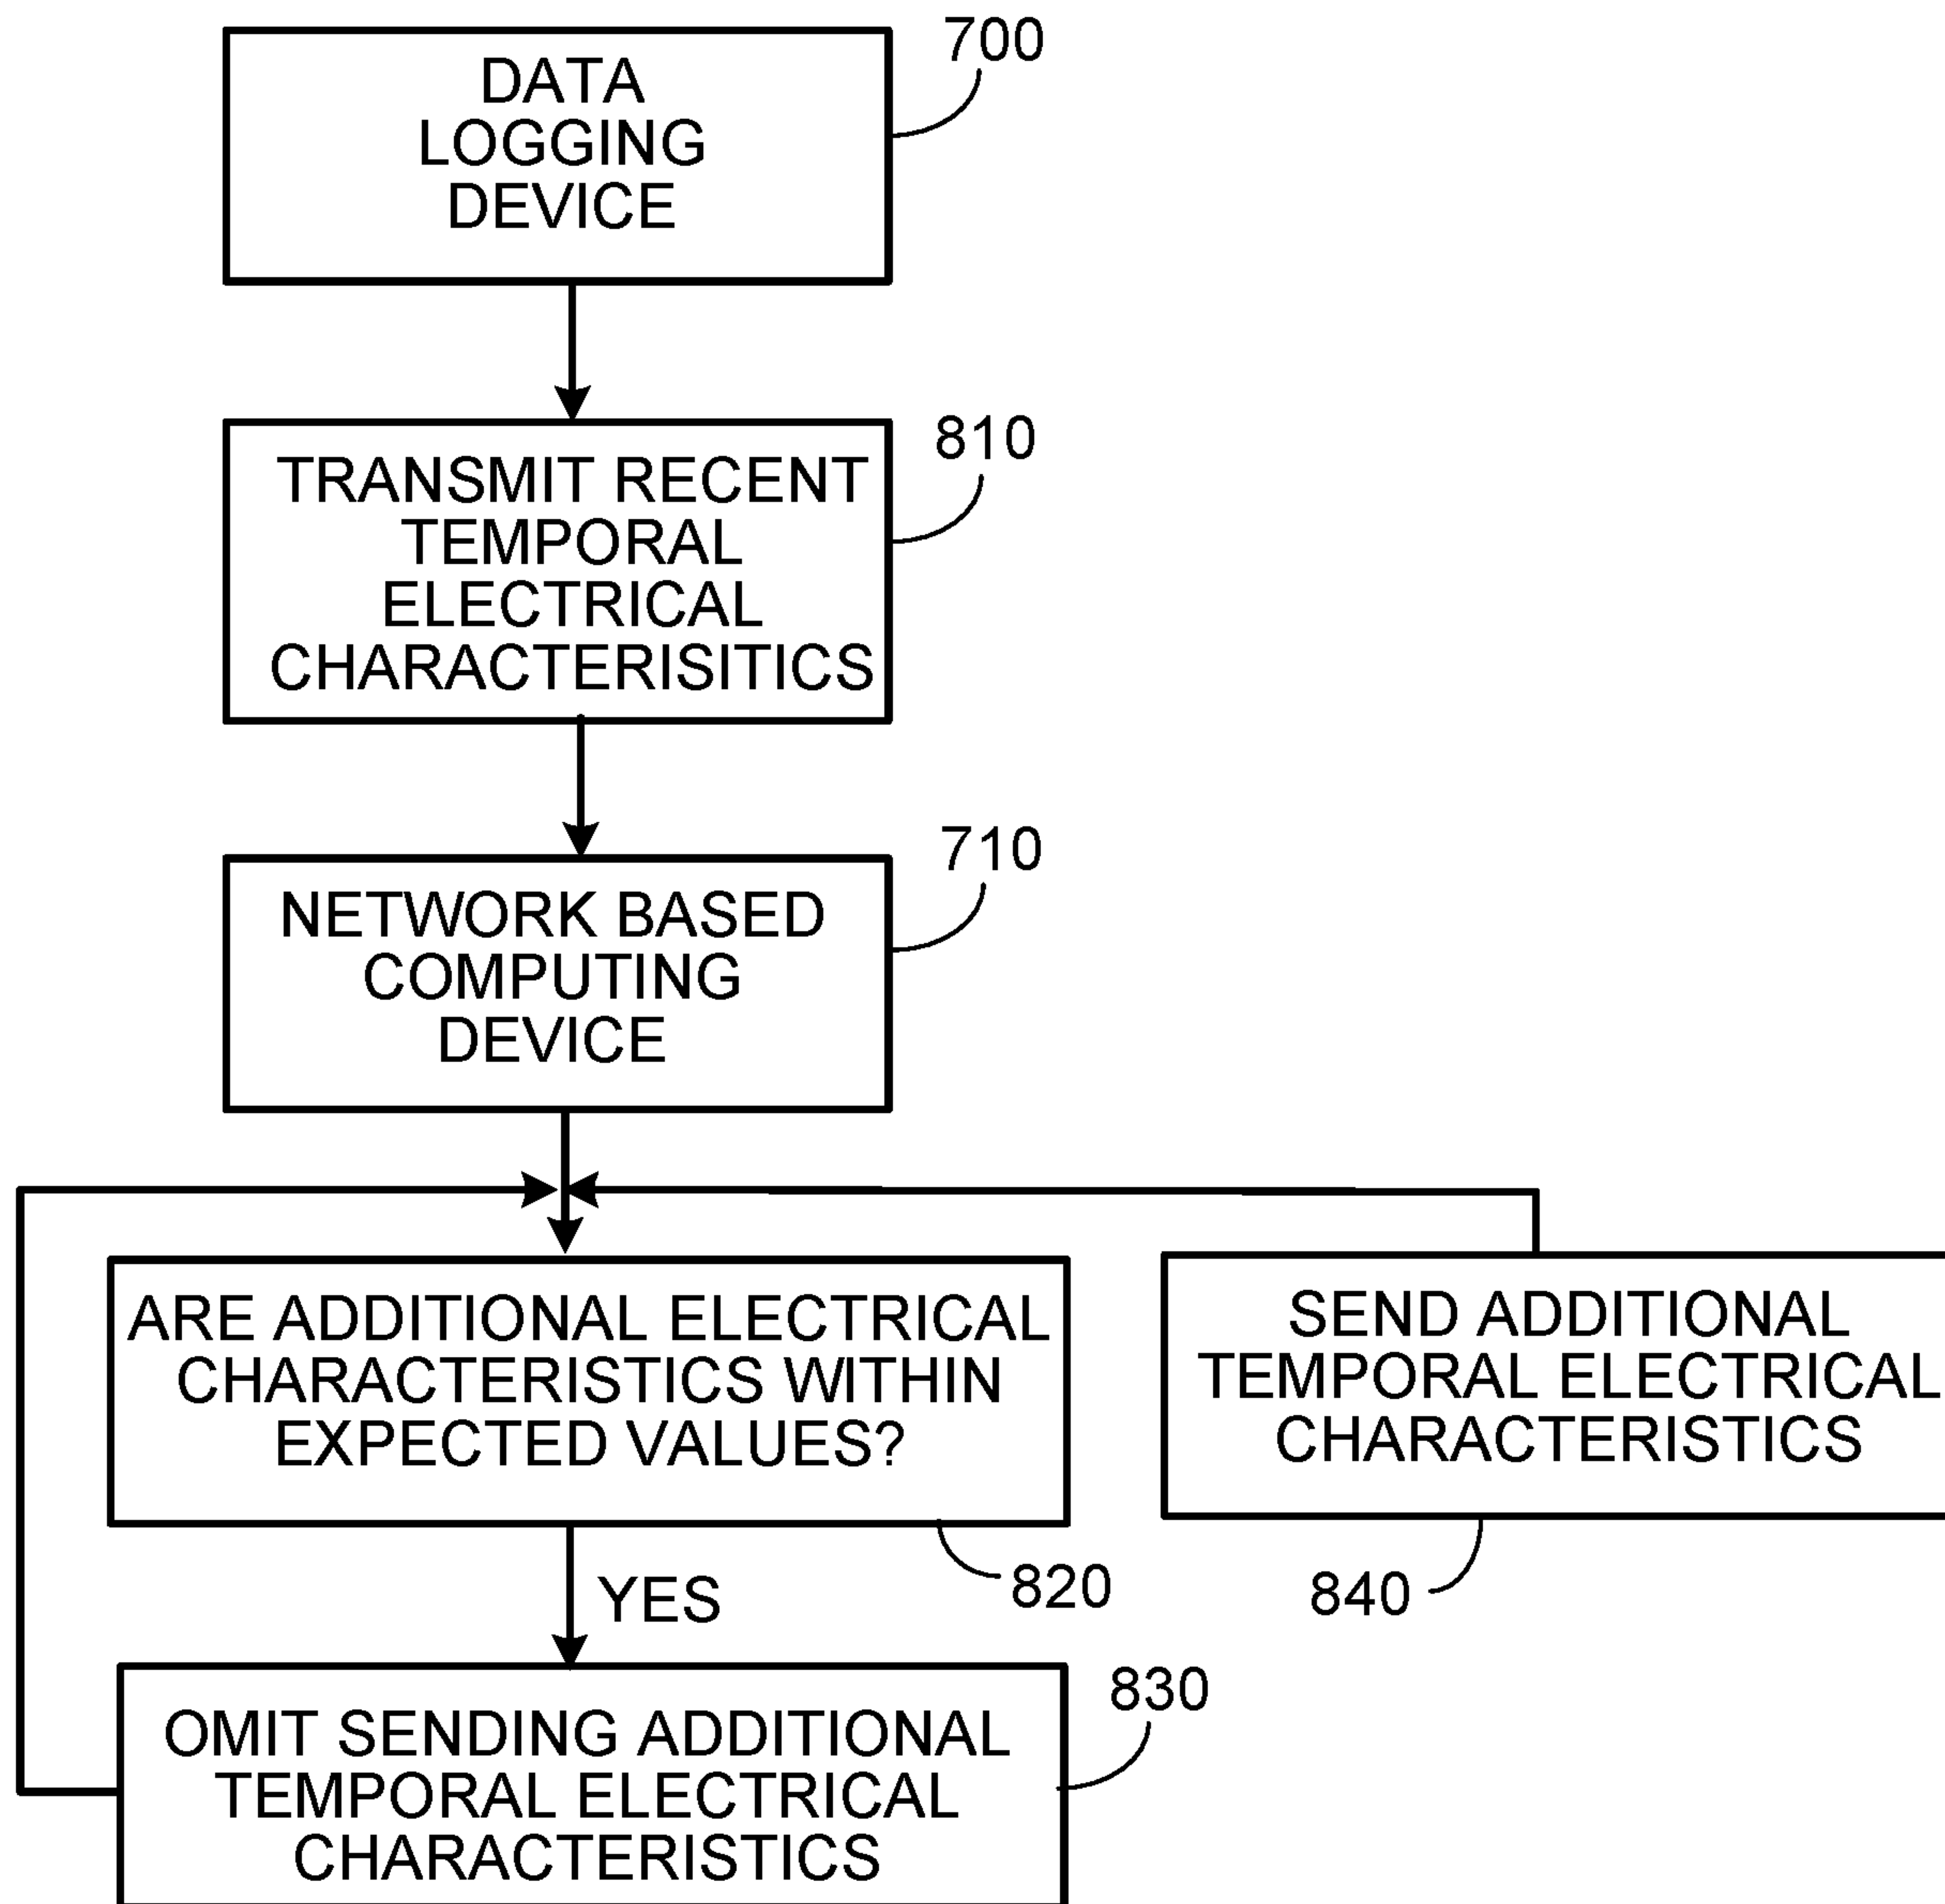 DATA
LOGGING
DEVICE
700
TRANSMIT RECENT
TEMPORAL
ELECTRICAL
CHARACTERISITICS
810
NETWORK BASED
COMPUTING
DEVICE
710
ARE ADDITIONAL ELECTRICAL
CHARACTERISTICS WITHIN
EXPECTED VALUES?
820
SEND ADDITIONAL
TEMPORAL ELECTRICAL
CHARACTERISTICS
840
YES
OMIT SENDING ADDITIONAL
TEMPORAL ELECTRICAL
CHARACTERISTICS
830